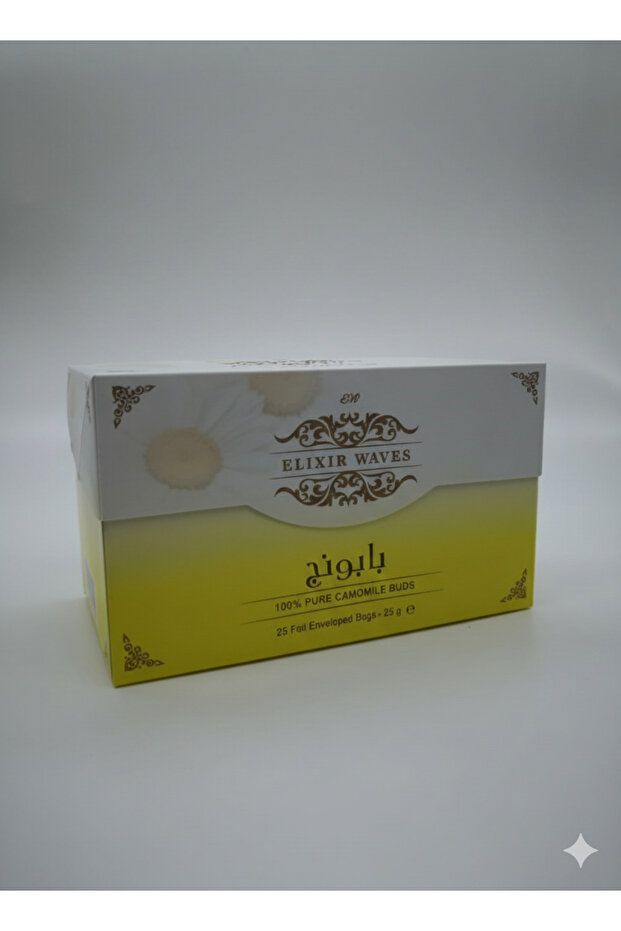 EW
ELIXIR WAVES
بابونج
100% PURE CAMOMILE BUDS
25 Foil Enveloped Bags - 25 g ℮